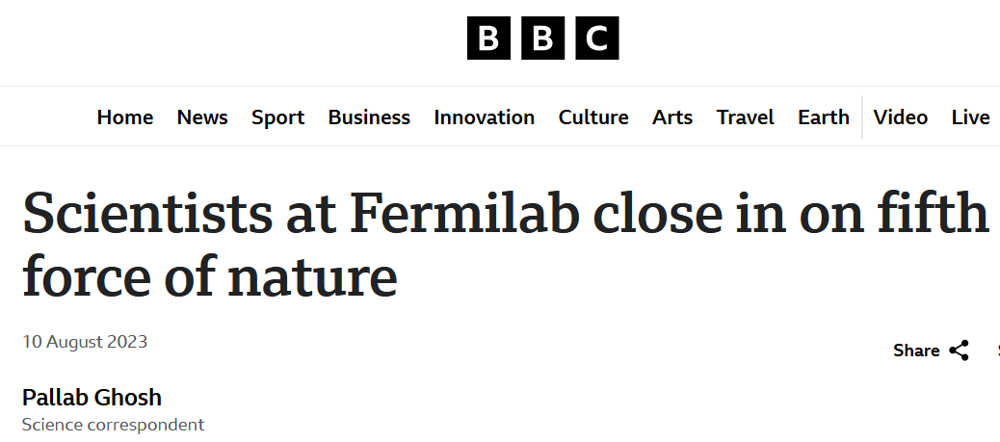 BBC
Home News Sport Business Innovation Culture Arts Travel Earth Video Live
Scientists at Fermilab close in on fifth
force of nature
10 August 2023
Share
Pallab Ghosh
Science correspondent